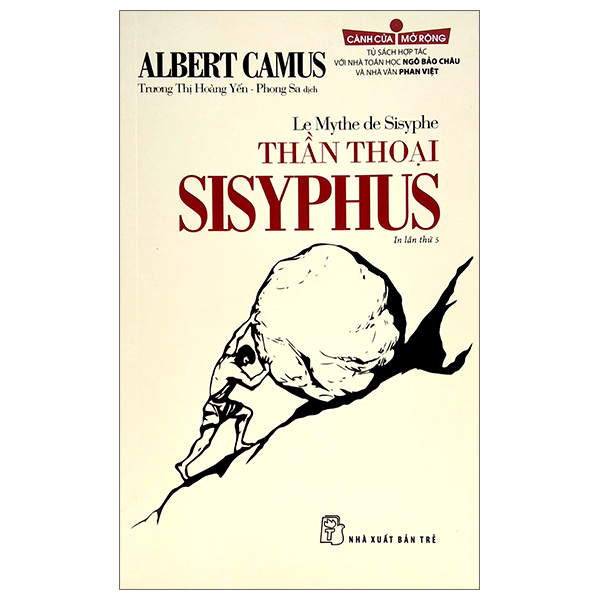 CÁNH CỬA MỞ RỘNG
TỦ SÁCH HỢP TÁC
VỚI NHÀ TOÁN HỌC NGÔ BẢO CHÂU
VÀ NHÀ VĂN PHAN VIỆT
ALBERT CAMUS
Trương Thị Hoàng Yến - Phong Sa dịch
Le Mythe de Sisyphe
THẦN THOẠI
SISYPHUS
In lần thứ 5
NHÀ XUẤT BẢN TRẺ